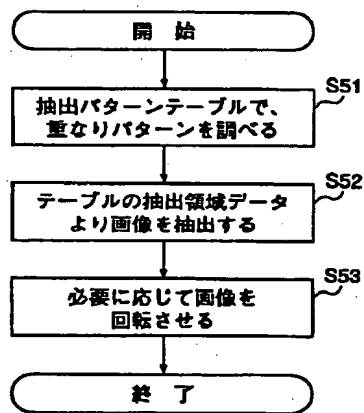 開始
S51
抽出パターンテーブルで、
重なりパターンを調べる
S52
テーブルの抽出領域データ
より画像を抽出する
S53
必要に応じて画像を
回転させる
終了